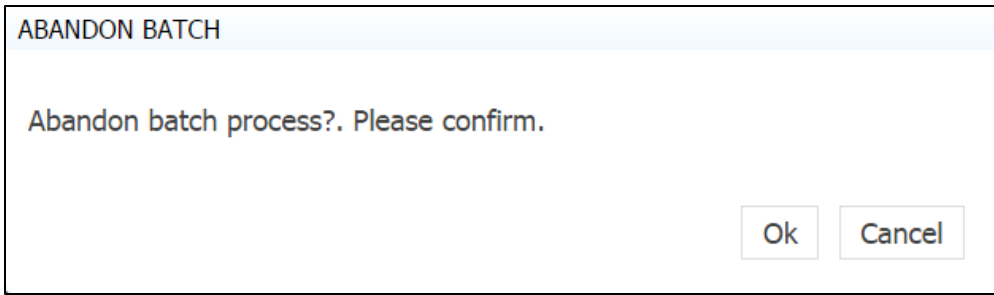 ABANDON BATCH
Abandon batch process?. Please confirm.
Ok Cancel